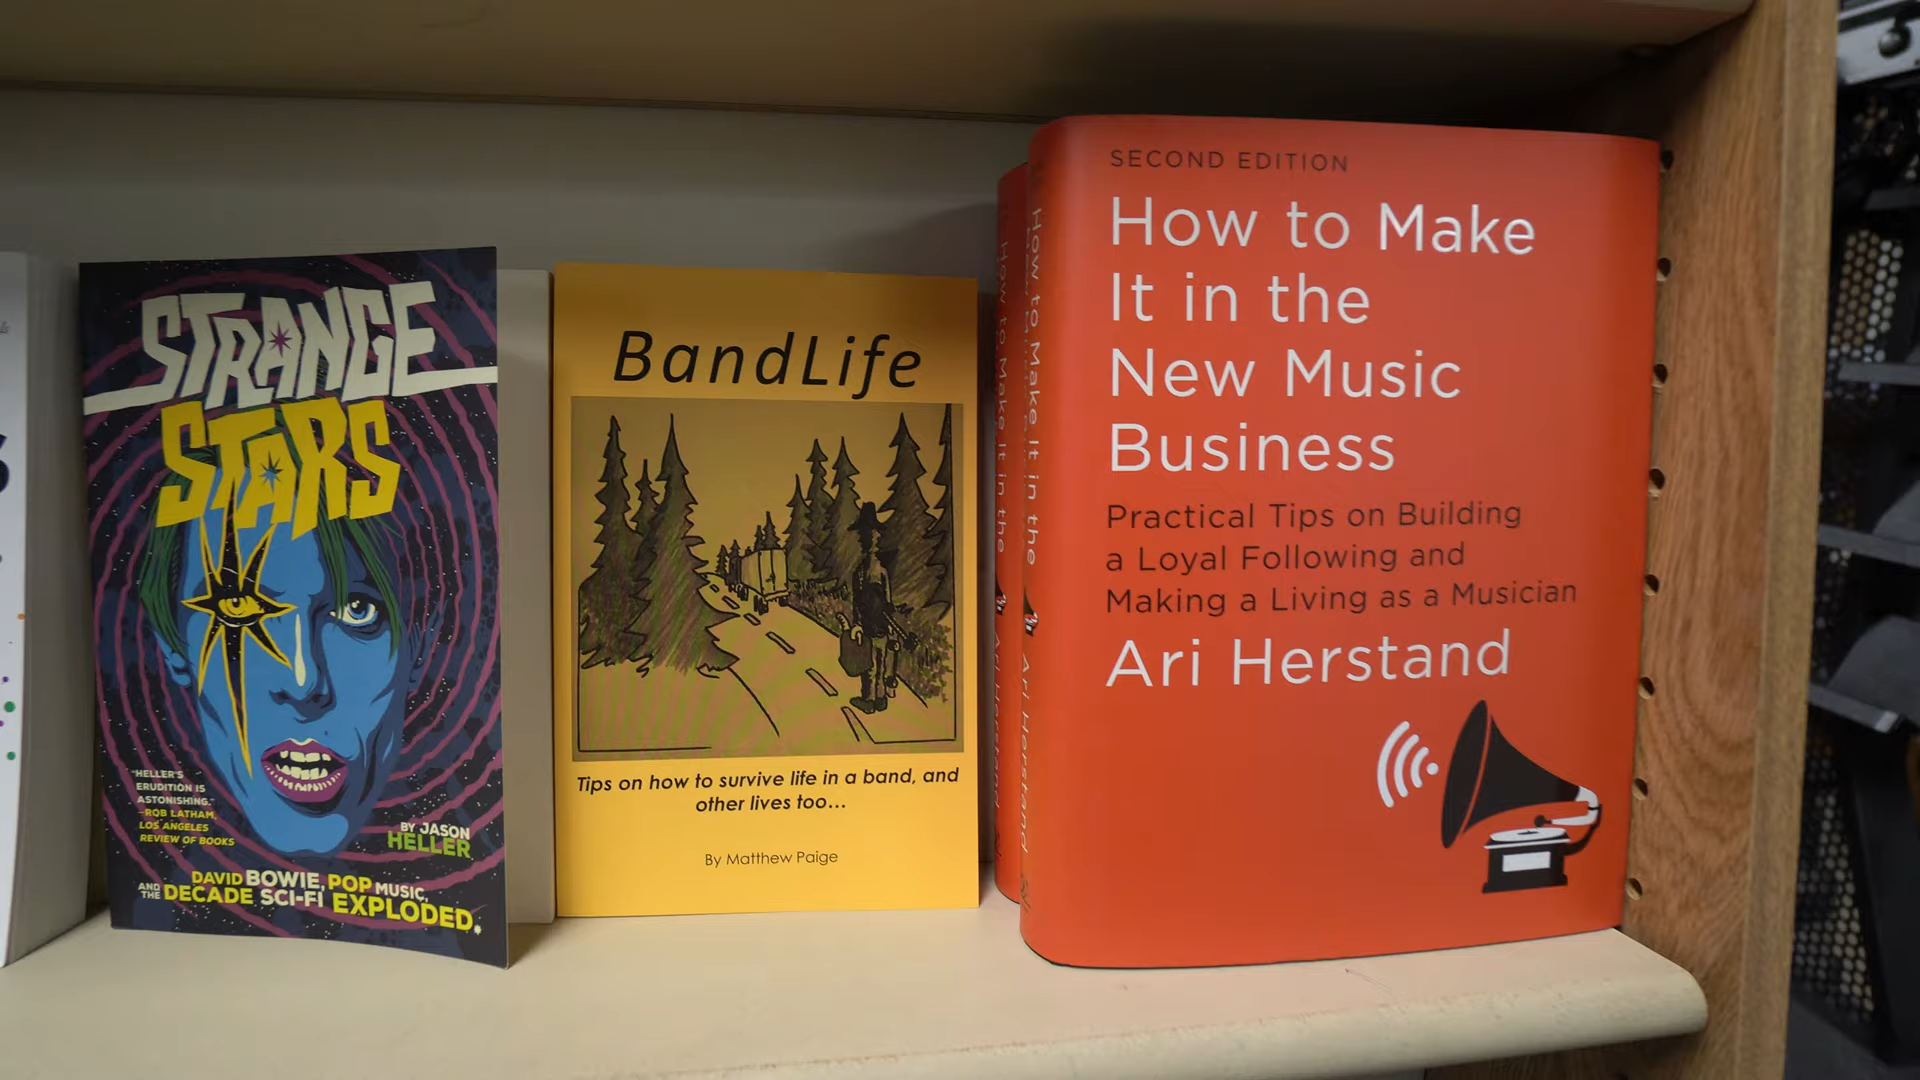 STRANGE
STARS
"HELLER'S
ERUDITION IS
ASTONISHING."
—ROB LATHAM,
LOS ANGELES
REVIEW OF BOOKS
BY JASON
HELLER
DAVID BOWIE, POP MUSIC,
AND THE DECADE SCI-FI EXPLODED.
BandLife
Tips on how to survive life in a band, and
other lives too...
By Matthew Paige
How to Make It in the
Ari Herstand
How to Make It in the
Ari Herstand
SECOND EDITION
How to Make
It in the
New Music
Business
Practical Tips on Building
a Loyal Following and
Making a Living as a Musician
Ari Herstand